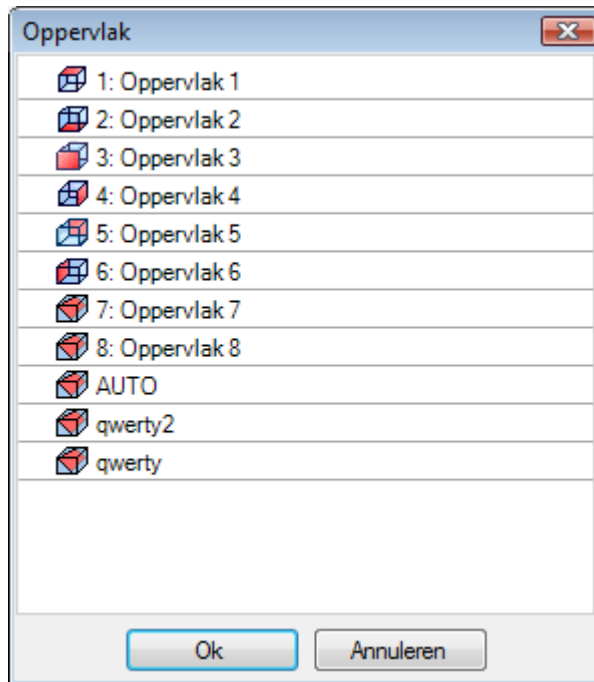 Oppervlak
1: Oppervlak 1
2: Oppervlak 2
3: Oppervlak 3
4: Oppervlak 4
5: Oppervlak 5
6: Oppervlak 6
7: Oppervlak 7
8: Oppervlak 8
AUTO
qwerty2
qwerty
Ok Annuleren